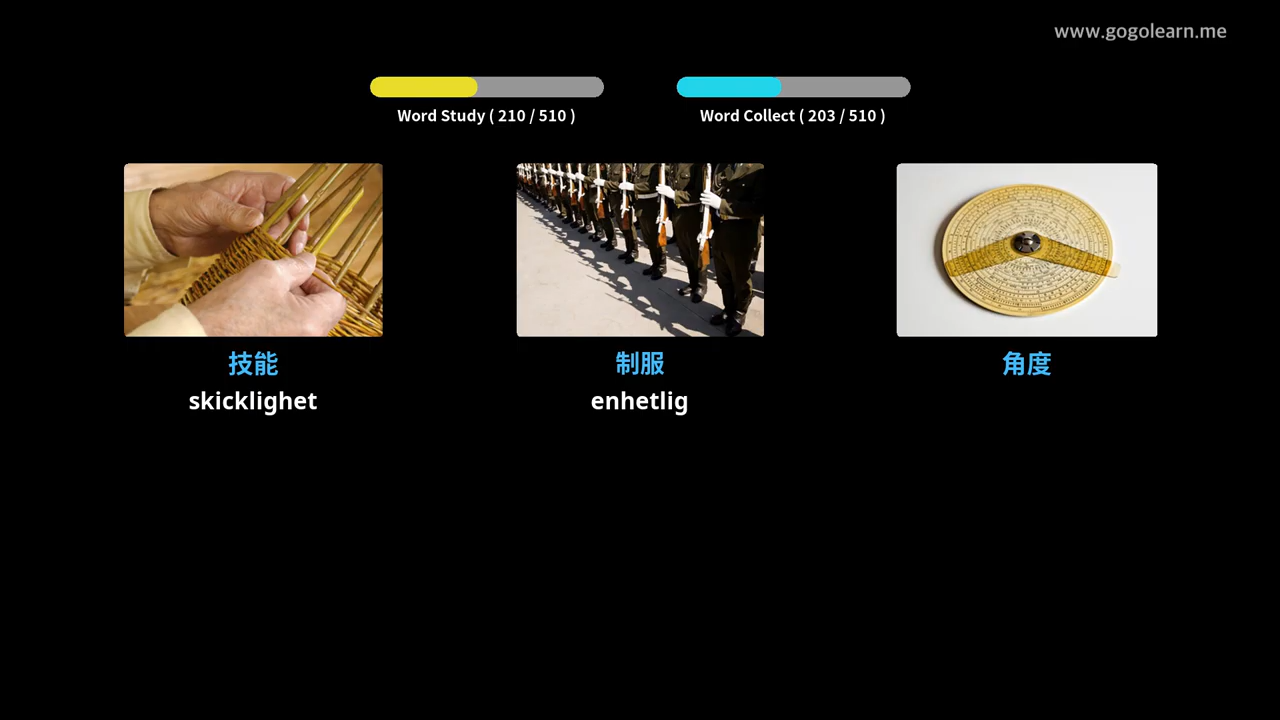 www.gogolearn.me
Word Study ( 210 / 510 )
Word Collect ( 203 / 510 )
技能
skicklighet
制服
enhetlig
角度